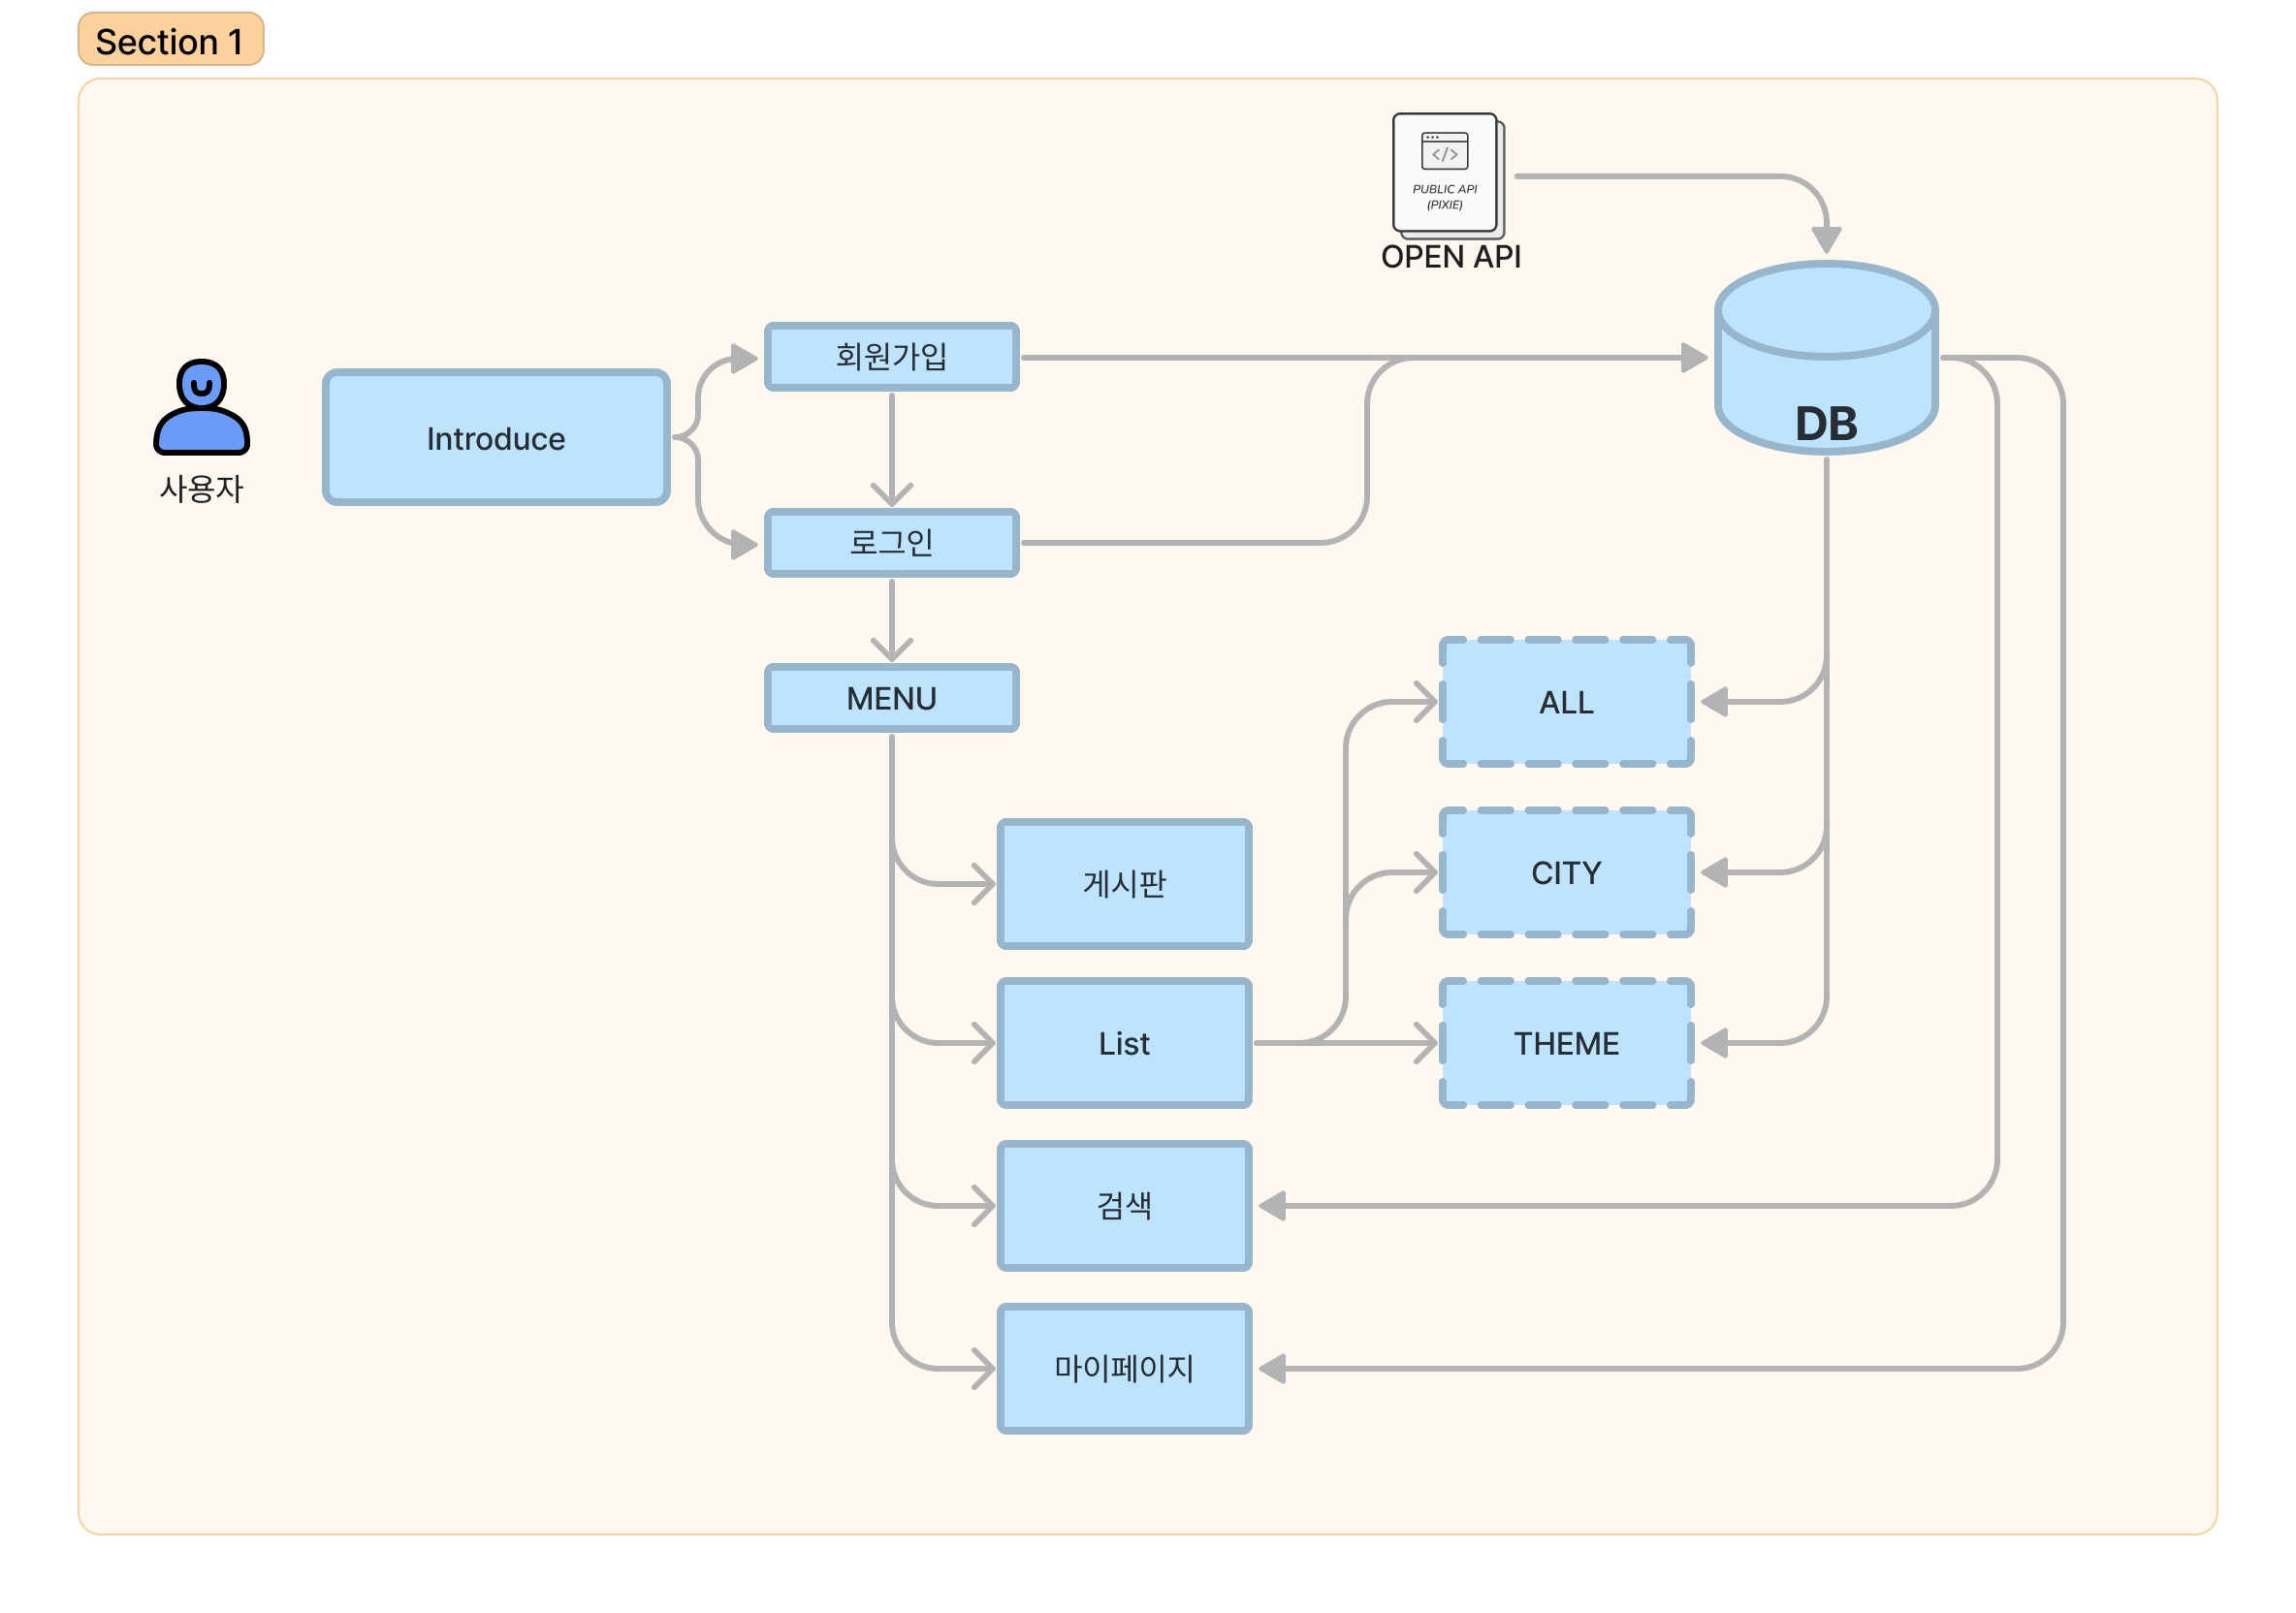 Section 1
PUBLIC API
(PIXIE)
OPEN API
DB
사용자
Introduce
회원가입
로그인
MENU
게시판
List
검색
마이페이지
ALL
CITY
THEME